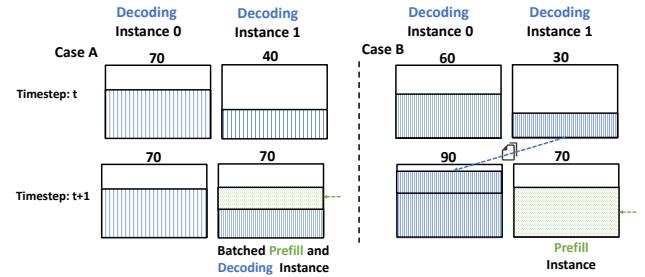 Decoding
Instance 0
Decoding
Instance 1
Case A
70
40
Timestep: t
70
70
Timestep: t+1
Batched Prefill and
Decoding Instance
Decoding
Instance 0
Decoding
Instance 1
Case B
60
30
90
70
Prefill
Instance